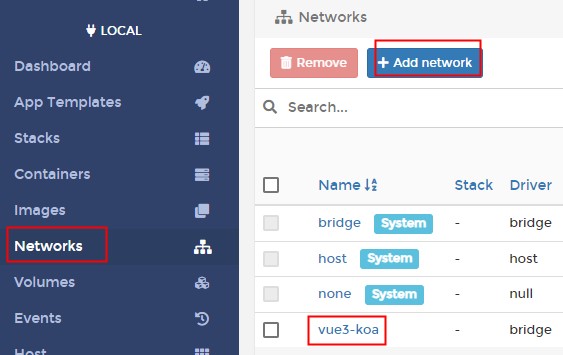 LOCAL
Dashboard
App Templates
Stacks
Containers
Images
Networks
Volumes
Events
Host
Networks
Remove + Add network
Search...
Name Stack Driver
bridge System - bridge
host System - host
none System - null
vue3-koa - bridge